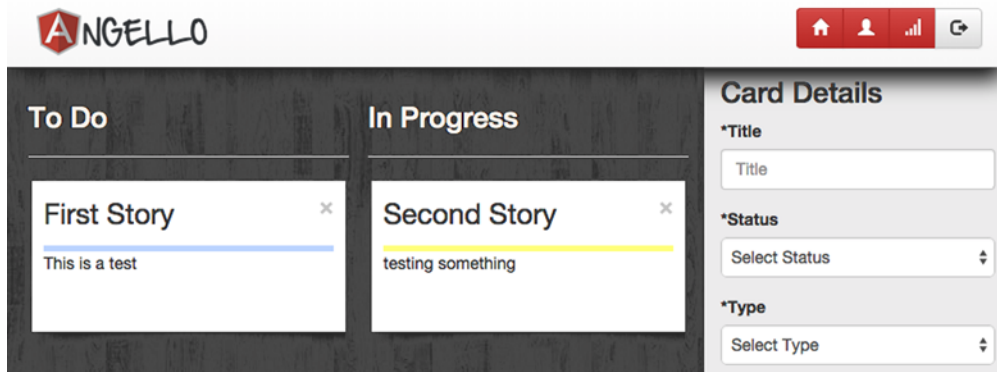 ANGELLO
To Do
First Story
×
This is a test
In Progress
Second Story
×
testing something
Card Details
*Title
Title
*Status
Select Status
*Type
Select Type